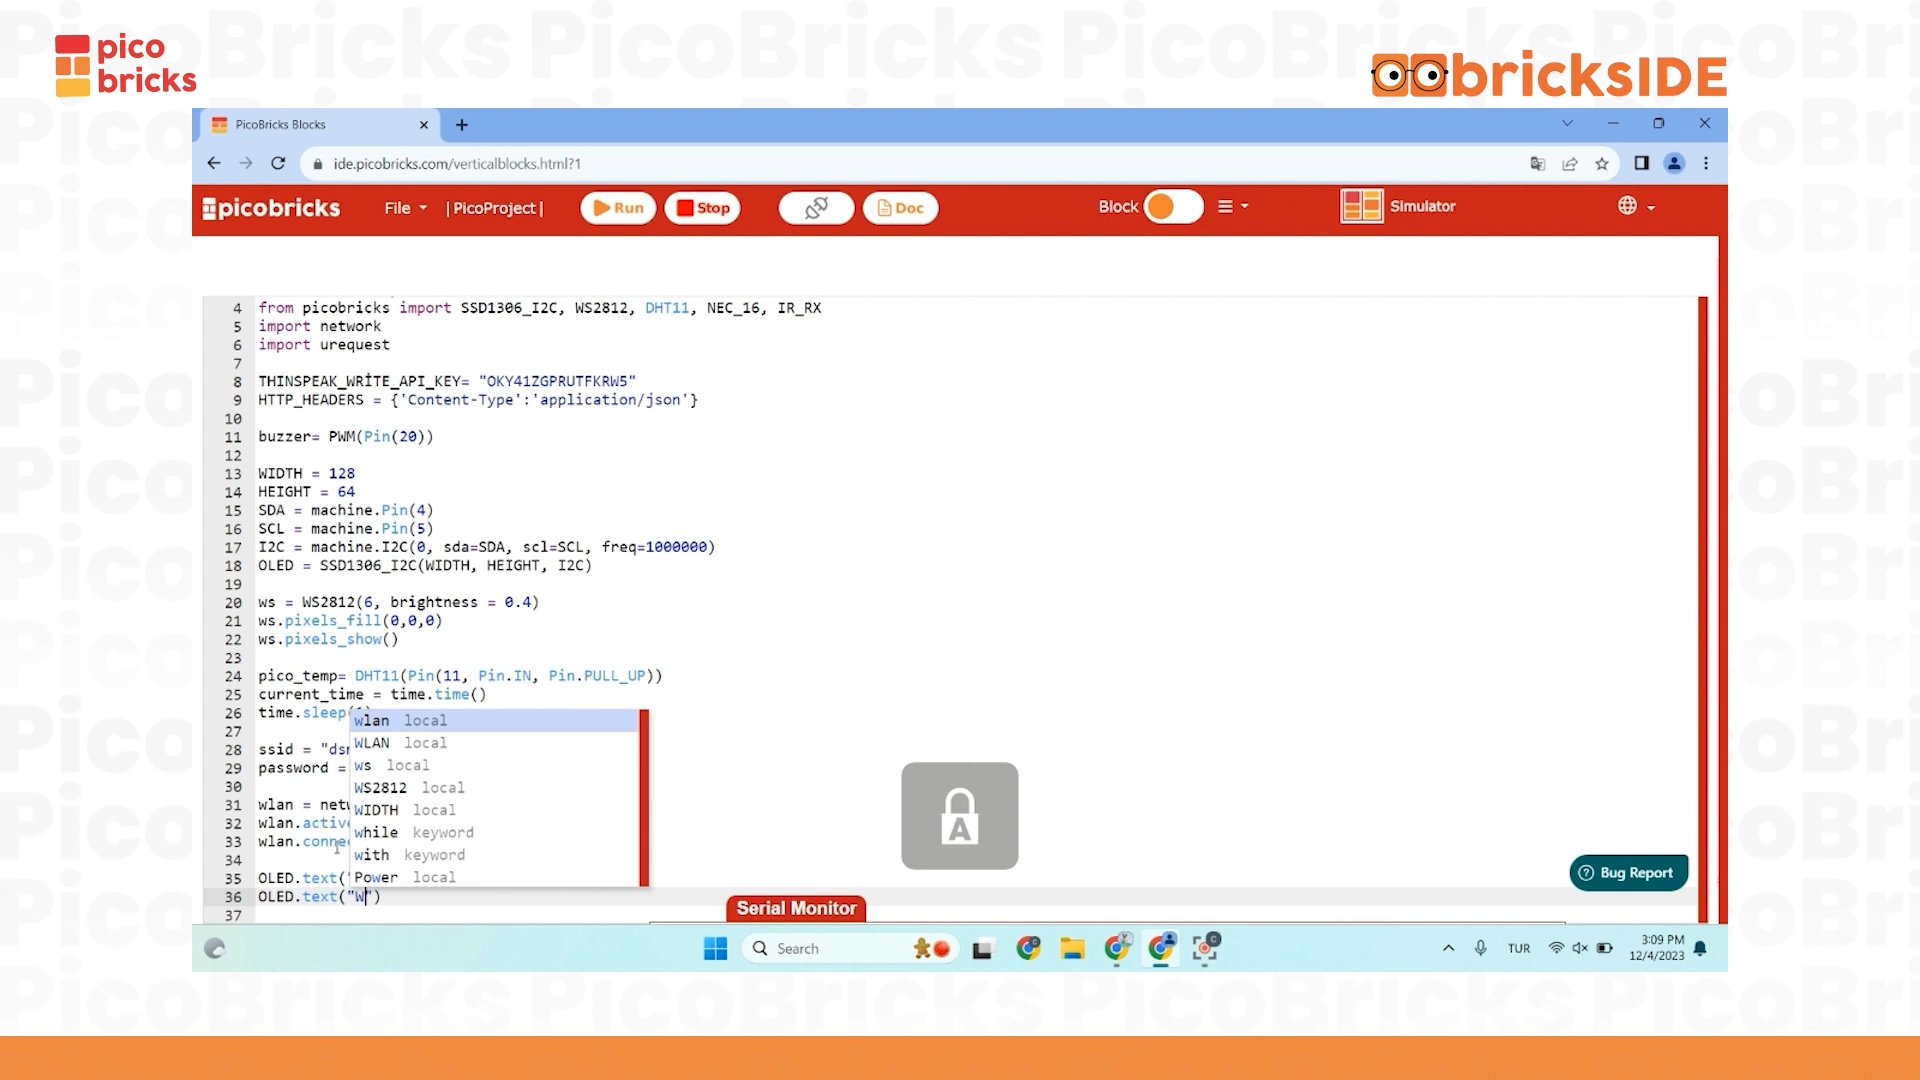 pico
bricks
bricksIDE
PicoBricks Blocks
ide.picobricks.com/verticalblocks.html?1
picobricks
File
|PicoProject|
Run
Stop
Doc
Block
Simulator
4 from picobricks import SSD1306_I2C, WS2812, DHT11, NEC_16, IR_RX
5 import network
6 import urequest
7
8 THINSPEAK_WRİTE_API_KEY= "OKY41ZGPRUTFKRW5"
9 HTTP_HEADERS = {'Content-Type':'application/json'}
10
11 buzzer= PWM(Pin(20))
12
13 WIDTH = 128
14 HEIGHT = 64
15 SDA = machine.Pin(4)
16 SCL = machine.Pin(5)
17 I2C = machine.I2C(0, sda=SDA, scl=SCL, freq=1000000)
18 OLED = SSD1306_I2C(WIDTH, HEIGHT, I2C)
19
20 ws = WS2812(6, brightness = 0.4)
21 ws.pixels_fill(0,0,0)
22 ws.pixels_show()
23
24 pico_temp= DHT11(Pin(11, Pin.IN, Pin.PULL_UP))
25 current_time = time.time()
26 time.sleep
27
28 ssid = "dsm
29 password =
30
31 wlan = netw
32 wlan.active
33 wlan.connec
34
35 OLED.text("
36 OLED.text("W")
37
wlan local
WLAN local
ws local
WS2812 local
WIDTH local
while keyword
with keyword
Power local
A
Bug Report
Serial Monitor
Search
TUR
3:09 PM
12/4/2023